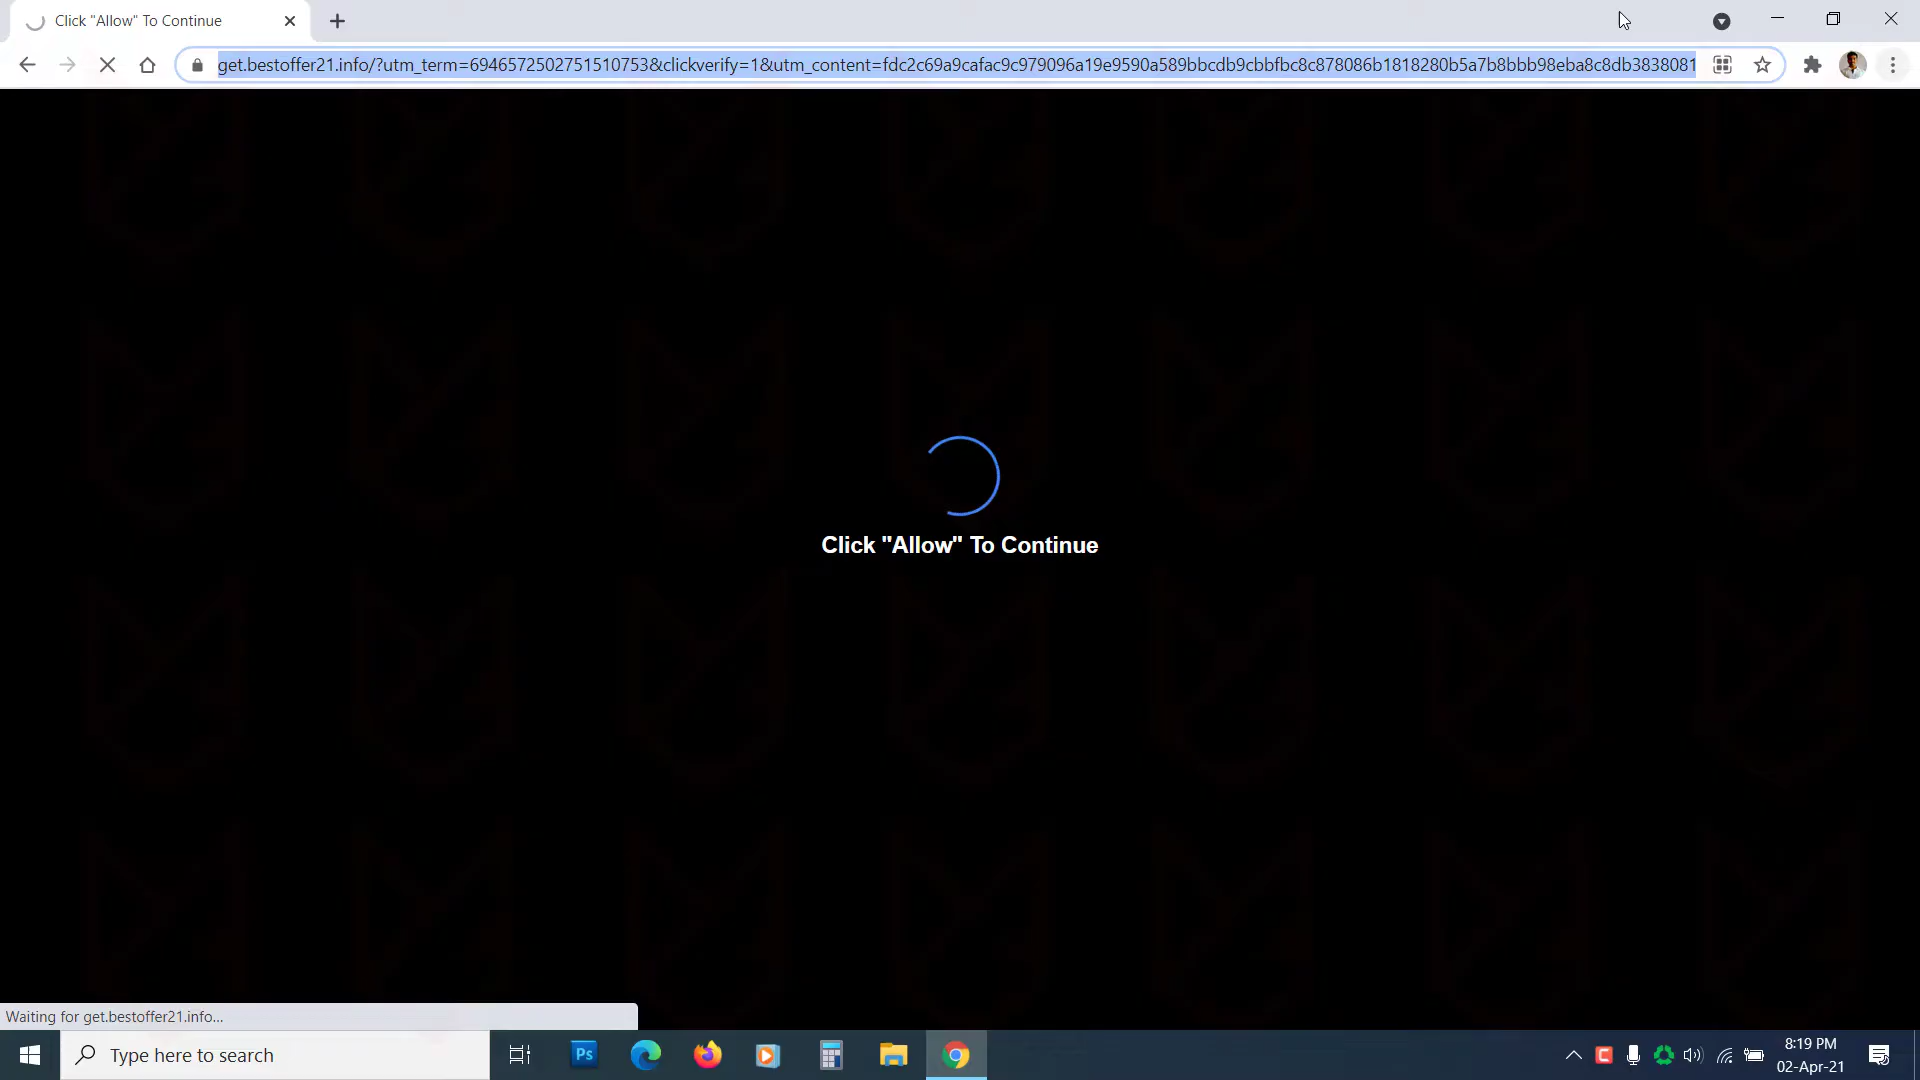 Click "Allow" To Continue
get.bestoffer21.info/?utm_term=6946572502751510753&clickverify=1&utm_content=fdc2c69a9cafac9c979096a19e9590a589bbcdb9cbbfbc8c878086b1818280b5a7b8bbb98eba8c8db3838081
Click "Allow" To Continue
Waiting for get.bestoffer21.info...
Type here to search
Ps
8:19 PM
02-Apr-21